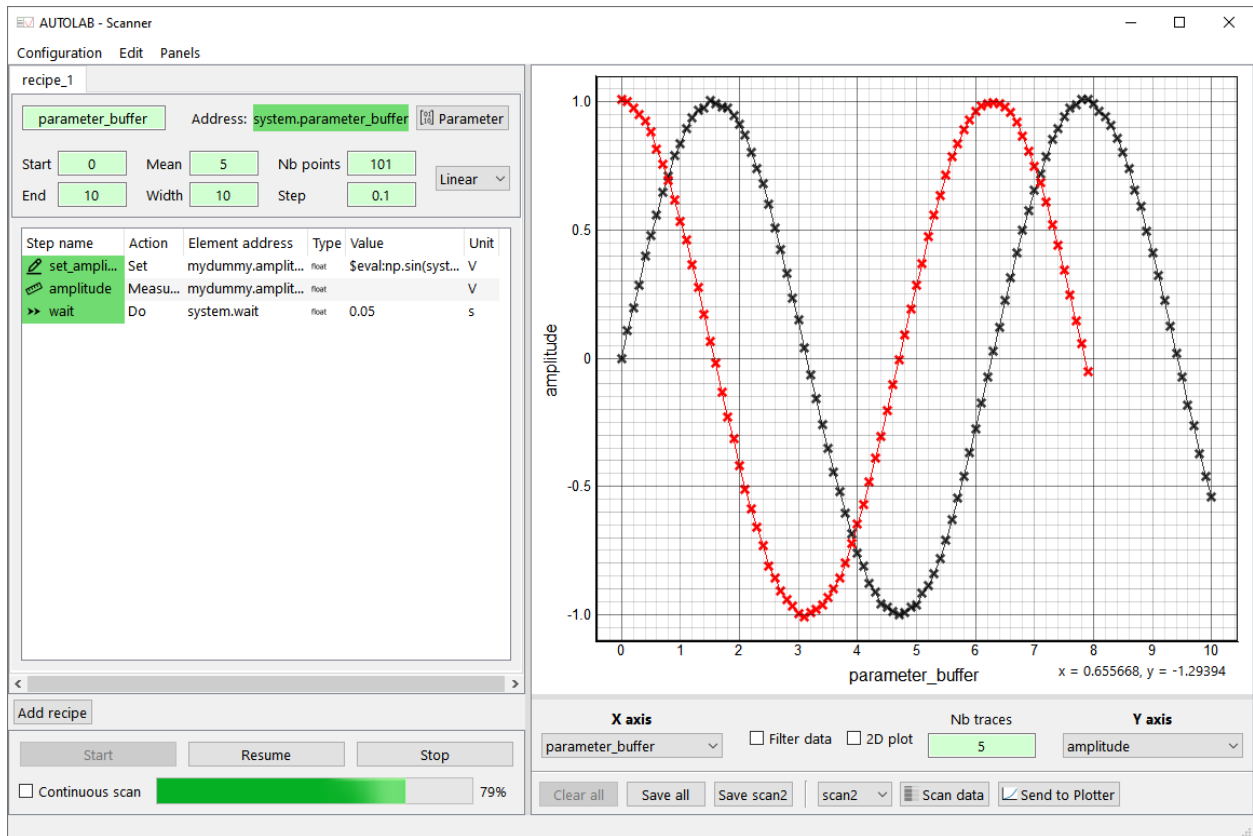 AUTOLAB - Scanner
Configuration Edit Panels
recipe_1
parameter_buffer Address: system.parameter_buffer Parameter
Start 0 Mean 5 Nb points 101
Linear
End 10 Width 10 Step 0.1
Step name Action Element address Type Value Unit
set_ampli... Set mydummy.amplit... float $eval:np.sin(syst... V
amplitude Measu... mydummy.amplit... float V
wait Do system.wait float 0.05 s
Add recipe
Start Resume Stop
Continuous scan 79%
1.0
0.5
0
-0.5
-1.0
amplitude
0 1 2 3 4 5 6 7 8 9 10
parameter_buffer x = 0.655668, y = -1.29394
X axis Nb traces Y axis
parameter_buffer Filter data 2D plot 5 amplitude
Clear all Save all Save scan2 scan2 Scan data Send to Plotter